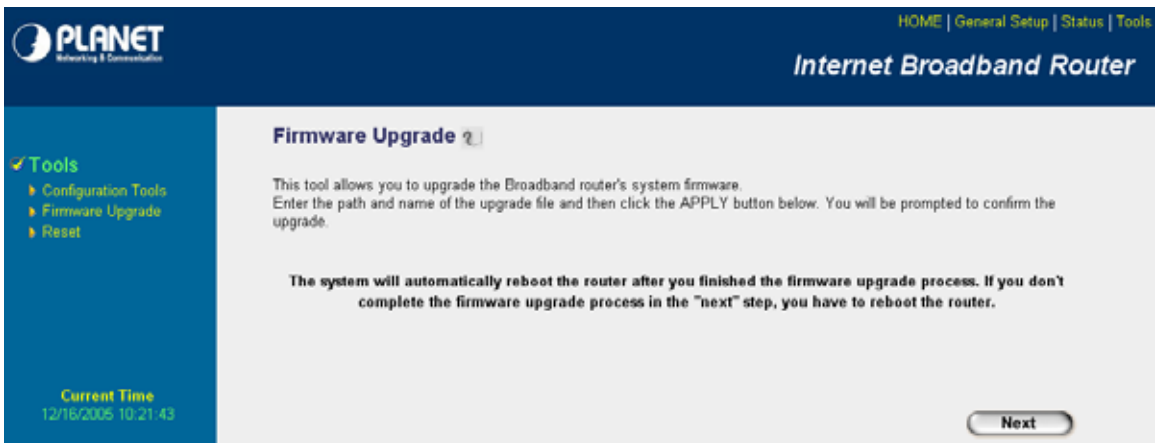 PLANET
Networking & Communication
HOME | General Setup | Status | Tools
Internet Broadband Router
Tools
Configuration Tools
Firmware Upgrade
Reset
Current Time
12/16/2005 10:21:43
Firmware Upgrade
This tool allows you to upgrade the Broadband router's system firmware.
Enter the path and name of the upgrade file and then click the APPLY button below. You will be prompted to confirm the
upgrade.
The system will automatically reboot the router after you finished the firmware upgrade process. If you don't
complete the firmware upgrade process in the "next" step, you have to reboot the router.
Next